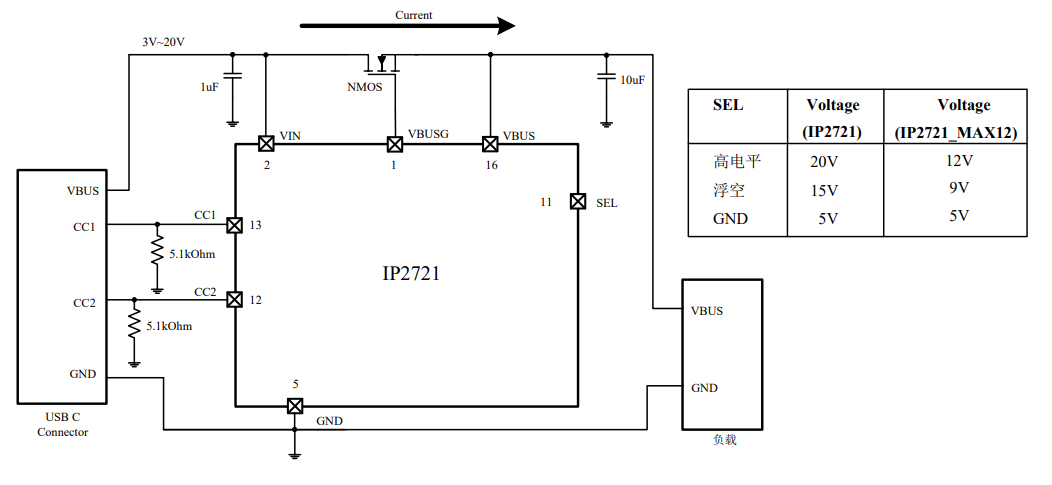 Current
3V~20V
1uF
NMOS
10uF
VIN
VBUSG
VBUS
2
1
16
11
SEL
VBUS
CC1
CC1
13
5.1kOhm
IP2721
CC2
CC2
12
5.1kOhm
GND
5
GND
USB C
Connector
VBUS
GND
负载
SEL
Voltage
(IP2721)
Voltage
(IP2721_MAX12)
高电平 20V 12V
浮空 15V 9V
GND 5V 5V